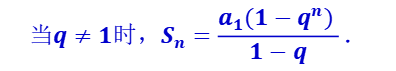 当q ≠ 1时，Sₙ = a₁(1 − qⁿ) / (1 − q) .